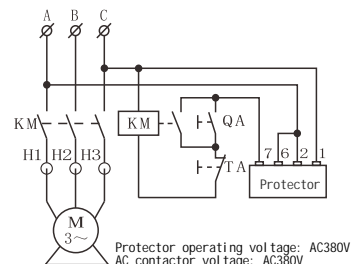 A B C
KM
KM
QA
H1 H2 H3
7 6 2 1
TA
Protector
M
3~
Protector operating voltage: AC380V
AC contactor voltage: AC380V